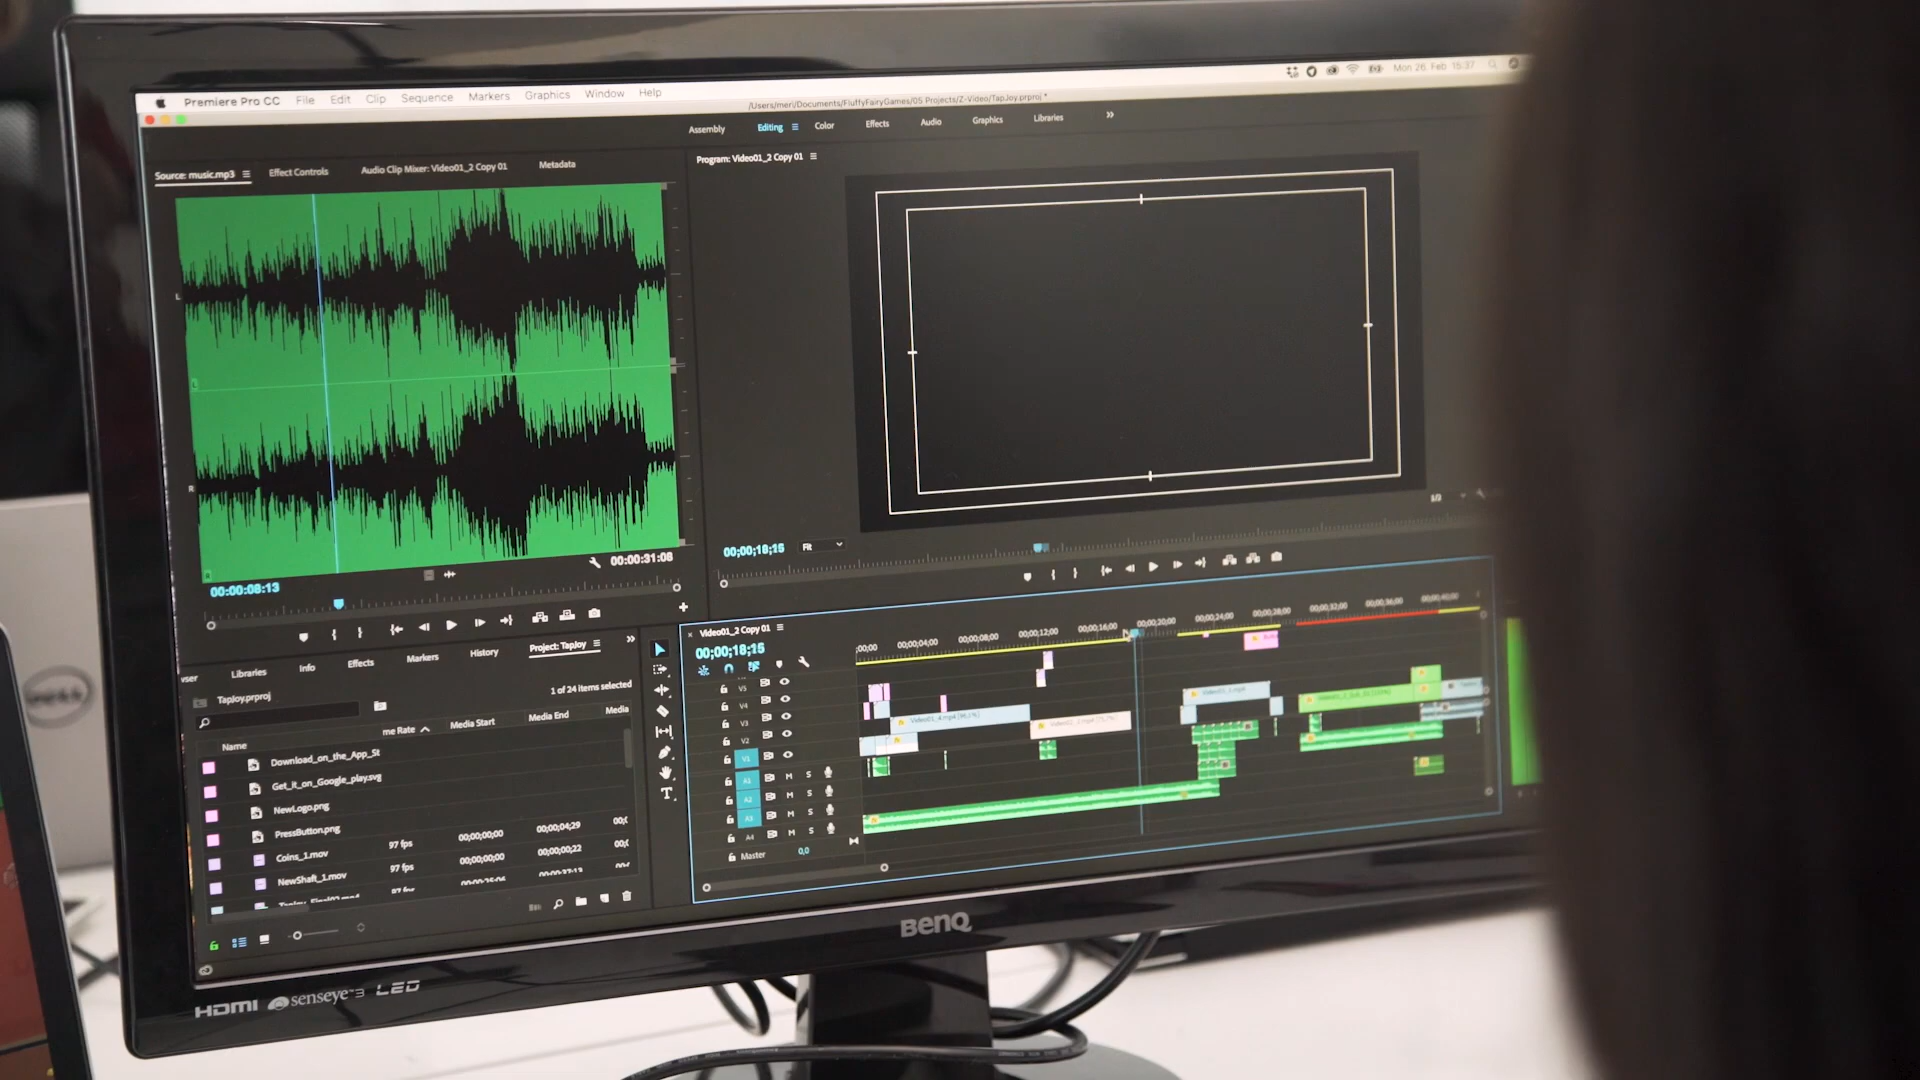 Premiere Pro CC File Edit Clip Sequence Markers Graphics Window Help
Mon 26. Feb 15:37
/Users/meri/Documents/FluffyFairyGames/05 Projects/Z-Video/TapJoy.prproj *
Assembly Editing Color Effects Audio Graphics Libraries
Source: music.mp3 Effect Controls Audio Clip Mixer: Video01_2 Copy 01 Metadata
Program: Video01_2 Copy 01
L
R
00:00:08:13
00:00:31:08
00;00;18;15 Fit
1/2
Libraries Info Effects Markers History Project: TapJoy
TapJoy.prproj
1 of 24 items selected
Name me Rate Media Start Media End Media
Download_on_the_App_St
Get_it_on_Google_play.svg
NewLogo.png
PressButton.png
Coins_1.mov 97 fps 00;00;00;00 00;00;04;29
NewShaft_1.mov 97 fps 00;00;00;00 00;00;00;22
Video01_2 Copy 01
00;00;18;15
;00;00 00;00;04;00 00;00;08;00 00;00;12;00 00;00;16;00 00;00;20;00 00;00;24;00 00;00;28;00 00;00;32;00 00;00;36;00 00;00;40;00
V5
V4
V3
V2
V1
A1 M S
A2 M S
A3 M S
A4 M S
Master 0,0
BenQ
HDMI senseye 3 LED
DELL